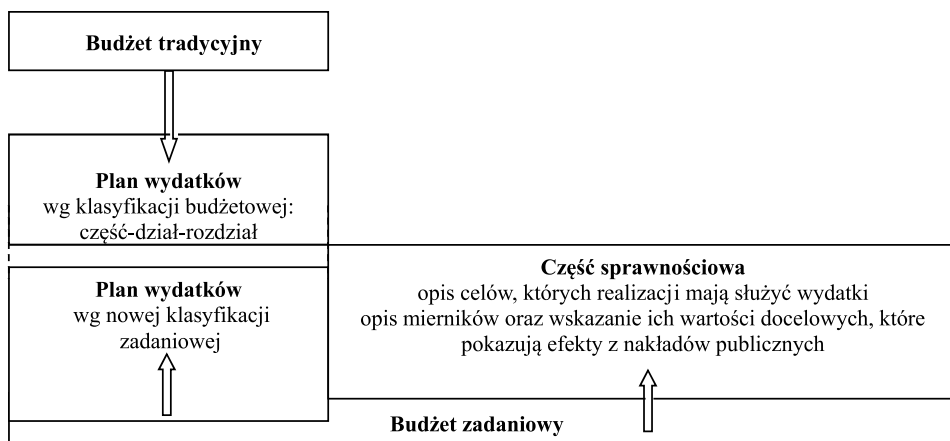 Budżet tradycyjny
Plan wydatków
wg klasyfikacji budżetowej:
część-dział-rozdział
Plan wydatków
wg nowej klasyfikacji
zadaniowej
Część sprawnościowa
opis celów, których realizacji mają służyć wydatki
opis mierników oraz wskazanie ich wartości docelowych, które
pokazują efekty z nakładów publicznych
Budżet zadaniowy